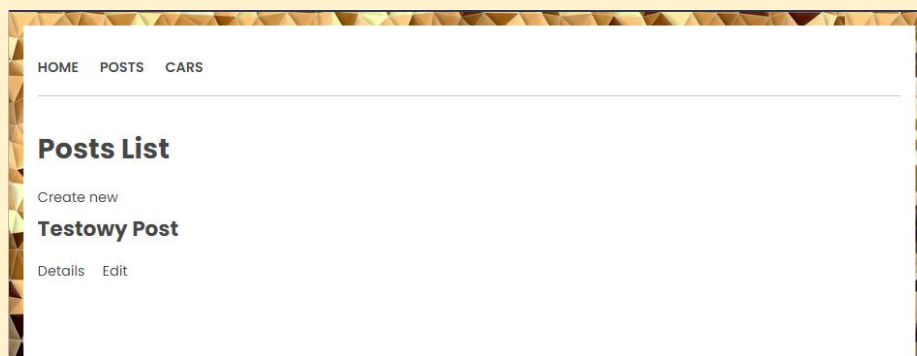 HOME POSTS CARS
Posts List
Create new
Testowy Post
Details Edit